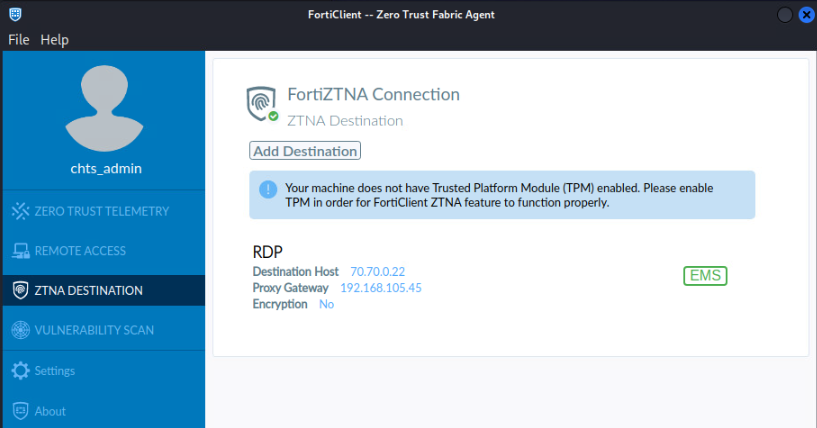 FortiClient -- Zero Trust Fabric Agent
File Help
chts_admin
ZERO TRUST TELEMETRY
REMOTE ACCESS
ZTNA DESTINATION
VULNERABILITY SCAN
Settings
About
FortiZTNA Connection
ZTNA Destination
Add Destination
Your machine does not have Trusted Platform Module (TPM) enabled. Please enable
TPM in order for FortiClient ZTNA feature to function properly.
RDP
Destination Host 70.70.0.22
Proxy Gateway 192.168.105.45
Encryption No
EMS